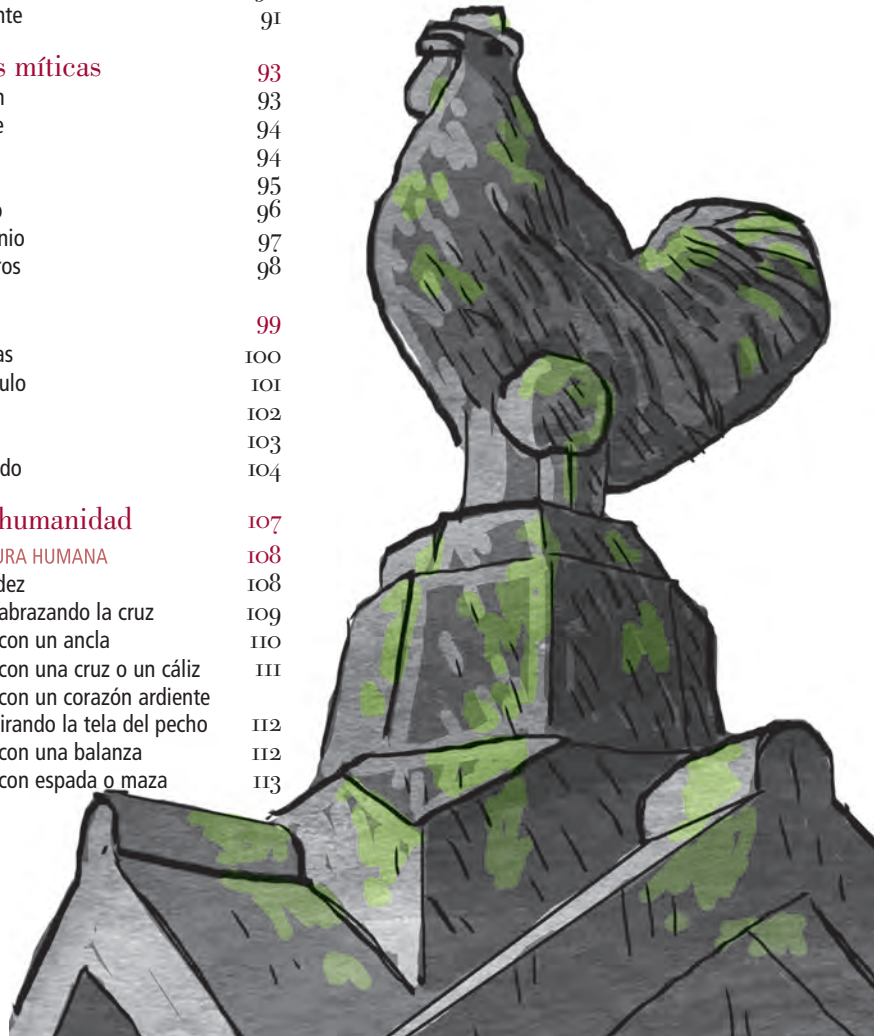 nte 91
s míticas 93
n 93
e 94
94
95
o 96
nio 97
ros 98
99
as 100
ulo 101
102
103
do 104
humanidad 107
URA HUMANA 108
dez 108
abrazando la cruz 109
con un ancla 110
con una cruz o un cáliz 111
con un corazón ardiente
tirando la tela del pecho 112
con una balanza 112
con espada o maza 113